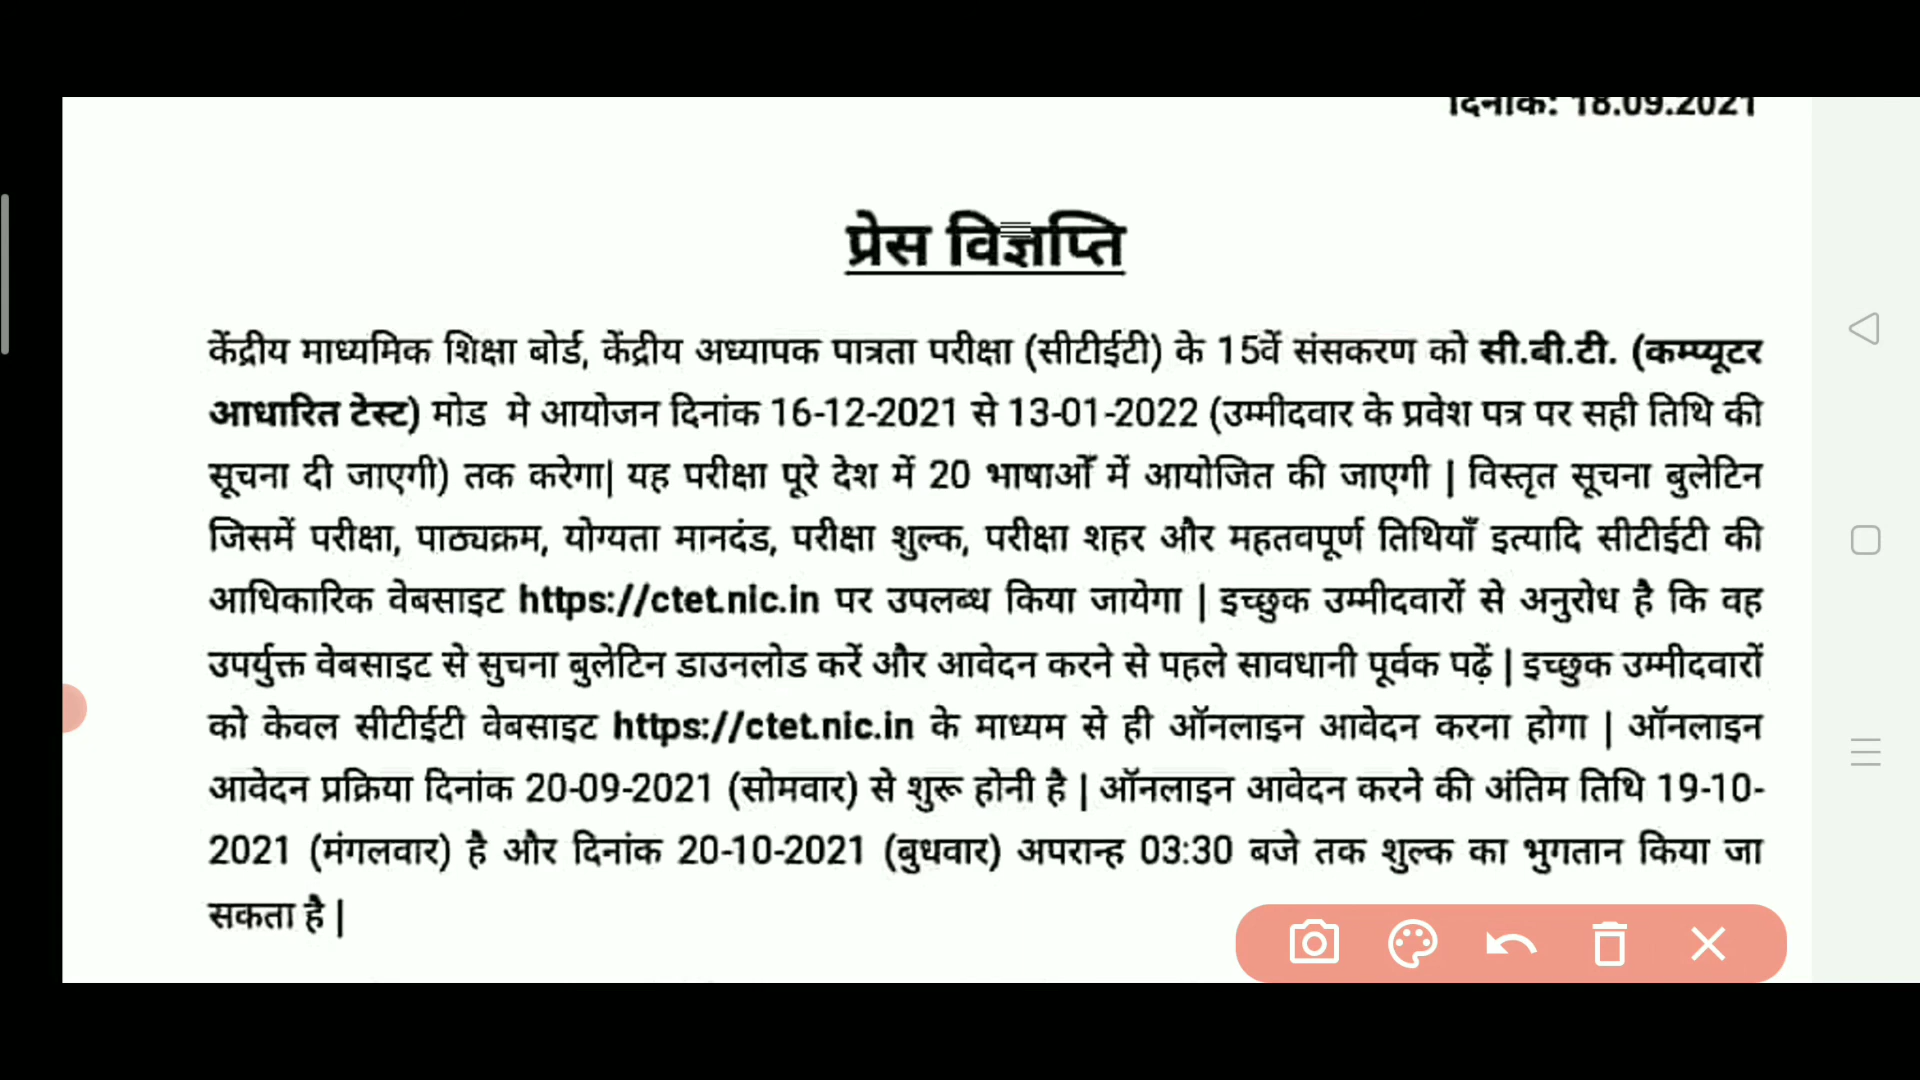 दिनांक: 18.09.2021
प्रेस विज्ञप्ति
केंद्रीय माध्यमिक शिक्षा बोर्ड, केंद्रीय अध्यापक पात्रता परीक्षा (सीटीईटी) के 15वें संसकरण को सी.बी.टी. (कम्प्यूटर
आधारित टेस्ट) मोड मे आयोजन दिनांक 16-12-2021 से 13-01-2022 (उम्मीदवार के प्रवेश पत्र पर सही तिथि की
सूचना दी जाएगी) तक करेगा| यह परीक्षा पूरे देश में 20 भाषाओँ में आयोजित की जाएगी | विस्तृत सूचना बुलेटिन
जिसमें परीक्षा, पाठ्यक्रम, योग्यता मानदंड, परीक्षा शुल्क, परीक्षा शहर और महतवपूर्ण तिथियाँ इत्यादि सीटीईटी की
आधिकारिक वेबसाइट https://ctet.nic.in पर उपलब्ध किया जायेगा | इच्छुक उम्मीदवारों से अनुरोध है कि वह
उपर्युक्त वेबसाइट से सुचना बुलेटिन डाउनलोड करें और आवेदन करने से पहले सावधानी पूर्वक पढ़ें | इच्छुक उम्मीदवारों
को केवल सीटीईटी वेबसाइट https://ctet.nic.in के माध्यम से ही ऑनलाइन आवेदन करना होगा | ऑनलाइन
आवेदन प्रक्रिया दिनांक 20-09-2021 (सोमवार) से शुरू होनी है | ऑनलाइन आवेदन करने की अंतिम तिथि 19-10-
2021 (मंगलवार) है और दिनांक 20-10-2021 (बुधवार) अपरान्ह 03:30 बजे तक शुल्क का भुगतान किया जा
सकता है |